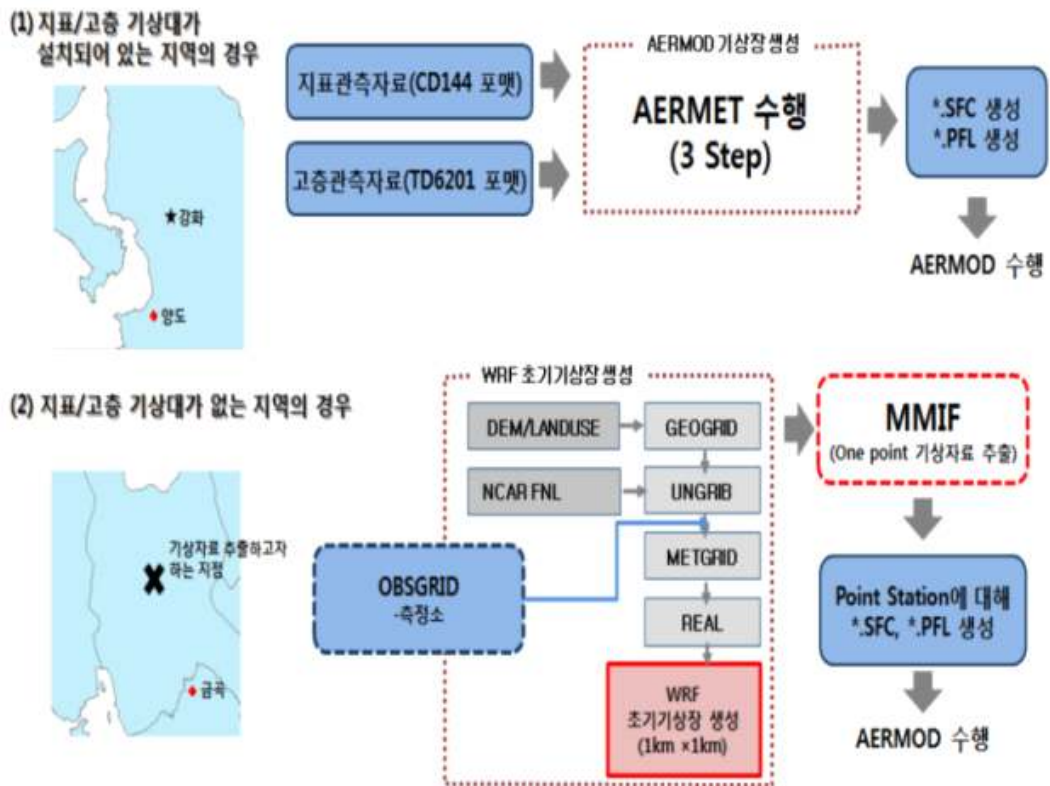 (1) 지표/고층 기상대가
설치되어 있는 지역의 경우
★강화
양도
지표관측자료(CD144 포맷)
고층관측자료(TD6201 포맷)
AERMOD 기상장 생성
AERMET 수행
(3 Step)
*.SFC 생성
*.PFL 생성
AERMOD 수행
(2) 지표/고층 기상대가 없는 지역의 경우
기상자료 추출하고자
하는 지점
금곡
WRF 초기기상장 생성
DEM/LANDUSE
GEOGRID
NCAR FNL
UNGRIB
OBSGRID
-측정소
METGRID
REAL
WRF
초기기상장 생성
(1km ×1km)
MMIF
(One point 기상자료 추출)
Point Station에 대해
*.SFC, *.PFL 생성
AERMOD 수행